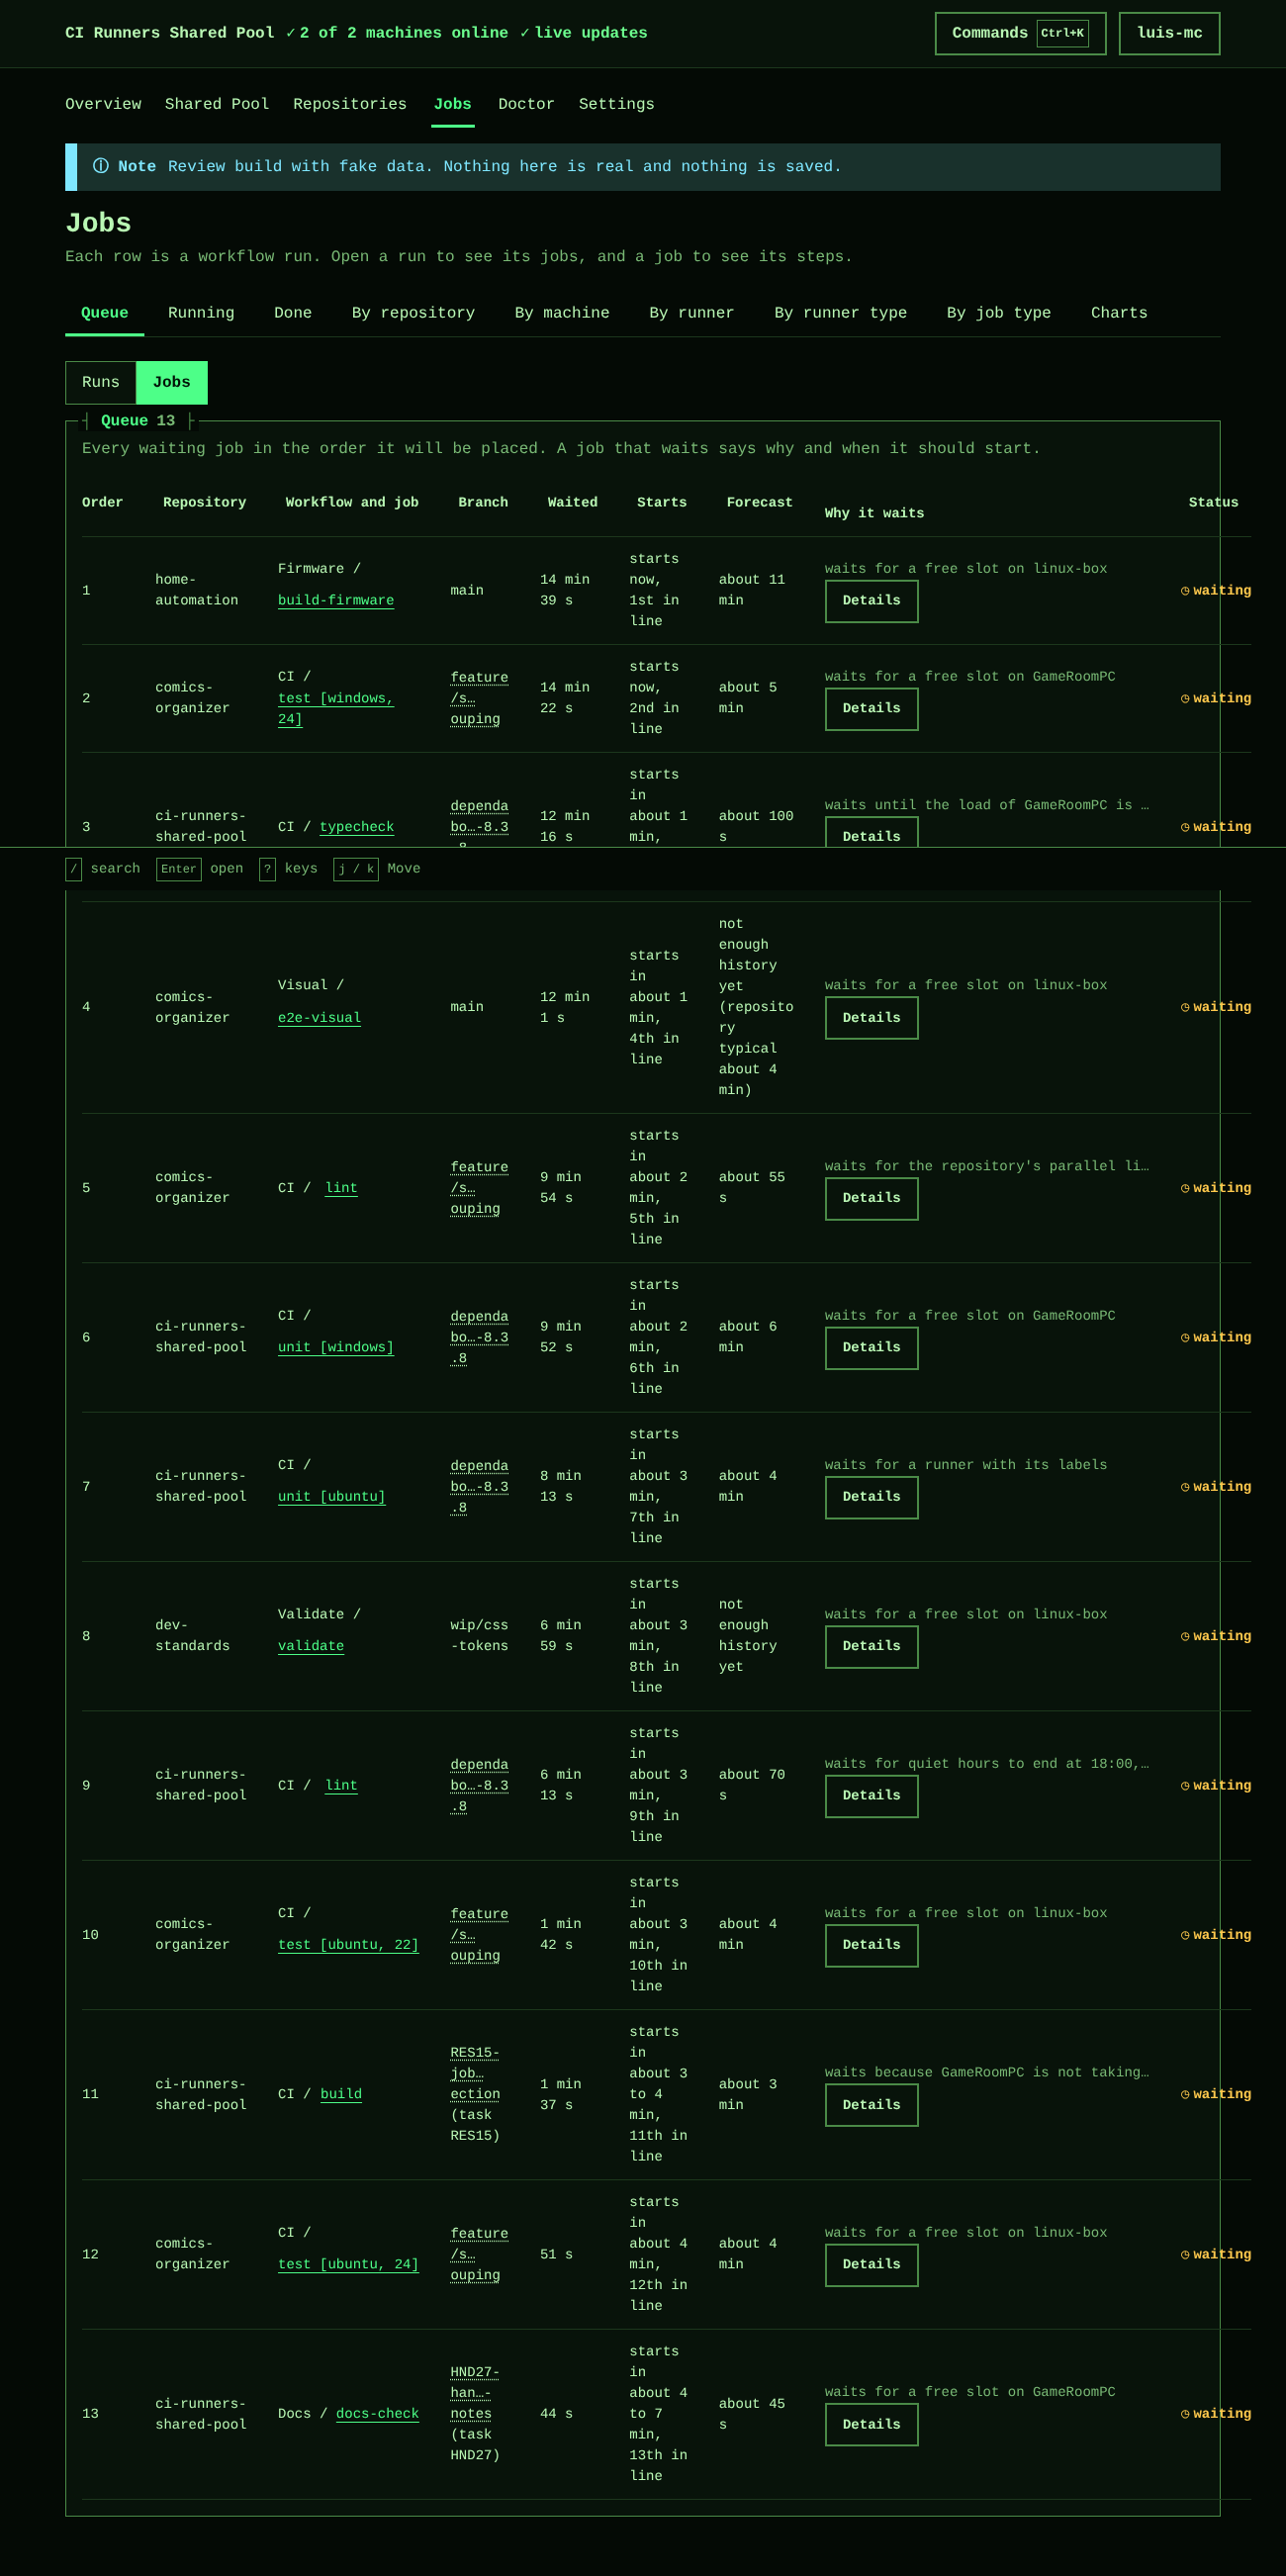 CI Runners Shared Pool ✓ 2 of 2 machines online ✓ live updates Commands Ctrl+K luis-mc
Overview Shared Pool Repositories Jobs Doctor Settings
ⓘ Note Review build with fake data. Nothing here is real and nothing is saved.
Jobs
Each row is a workflow run. Open a run to see its jobs, and a job to see its steps.
Queue Running Done By repository By machine By runner By runner type By job type Charts
Runs Jobs
Queue 13
Every waiting job in the order it will be placed. A job that waits says why and when it should start.
Order Repository Workflow and job Branch Waited Starts Forecast Why it waits Status
1
home-
automation
Firmware /
build-firmware
main
14 min
39 s
starts
now,
1st in
line
about 11
min
waits for a free slot on linux-box
Details
◷ waiting
2
comics-
organizer
CI /
test [windows,
24]
feature
/s…
ouping
14 min
22 s
starts
now,
2nd in
line
about 5
min
waits for a free slot on GameRoomPC
Details
◷ waiting
3
ci-runners-
shared-pool
CI / typecheck
dependa
bo…-8.3
12 min
16 s
starts
in
about 1
min,
about 100
s
waits until the load of GameRoomPC is …
Details
◷ waiting
/ search Enter open ? keys j / k Move
4
comics-
organizer
Visual /
e2e-visual
main
12 min
1 s
starts
in
about 1
min,
4th in
line
not
enough
history
yet
(reposito
ry
typical
about 4
min)
waits for a free slot on linux-box
Details
◷ waiting
5
comics-
organizer
CI / lint
feature
/s…
ouping
9 min
54 s
starts
in
about 2
min,
5th in
line
about 55
s
waits for the repository's parallel li…
Details
◷ waiting
6
ci-runners-
shared-pool
CI /
unit [windows]
dependa
bo…-8.3
.8
9 min
52 s
starts
in
about 2
min,
6th in
line
about 6
min
waits for a free slot on GameRoomPC
Details
◷ waiting
7
ci-runners-
shared-pool
CI /
unit [ubuntu]
dependa
bo…-8.3
.8
8 min
13 s
starts
in
about 3
min,
7th in
line
about 4
min
waits for a runner with its labels
Details
◷ waiting
8
dev-
standards
Validate /
validate
wip/css
-tokens
6 min
59 s
starts
in
about 3
min,
8th in
line
not
enough
history
yet
waits for a free slot on linux-box
Details
◷ waiting
9
ci-runners-
shared-pool
CI / lint
dependa
bo…-8.3
.8
6 min
13 s
starts
in
about 3
min,
9th in
line
about 70
s
waits for quiet hours to end at 18:00,…
Details
◷ waiting
10
comics-
organizer
CI /
test [ubuntu, 22]
feature
/s…
ouping
1 min
42 s
starts
in
about 3
min,
10th in
line
about 4
min
waits for a free slot on linux-box
Details
◷ waiting
11
ci-runners-
shared-pool
CI / build
RES15-
job…
ection
(task
RES15)
1 min
37 s
starts
in
about 3
to 4
min,
11th in
line
about 3
min
waits because GameRoomPC is not taking…
Details
◷ waiting
12
comics-
organizer
CI /
test [ubuntu, 24]
feature
/s…
ouping
51 s
starts
in
about 4
min,
12th in
line
about 4
min
waits for a free slot on linux-box
Details
◷ waiting
13
ci-runners-
shared-pool
Docs / docs-check
HND27-
han…-
notes
(task
HND27)
44 s
starts
in
about 4
to 7
min,
13th in
line
about 45
s
waits for a free slot on GameRoomPC
Details
◷ waiting